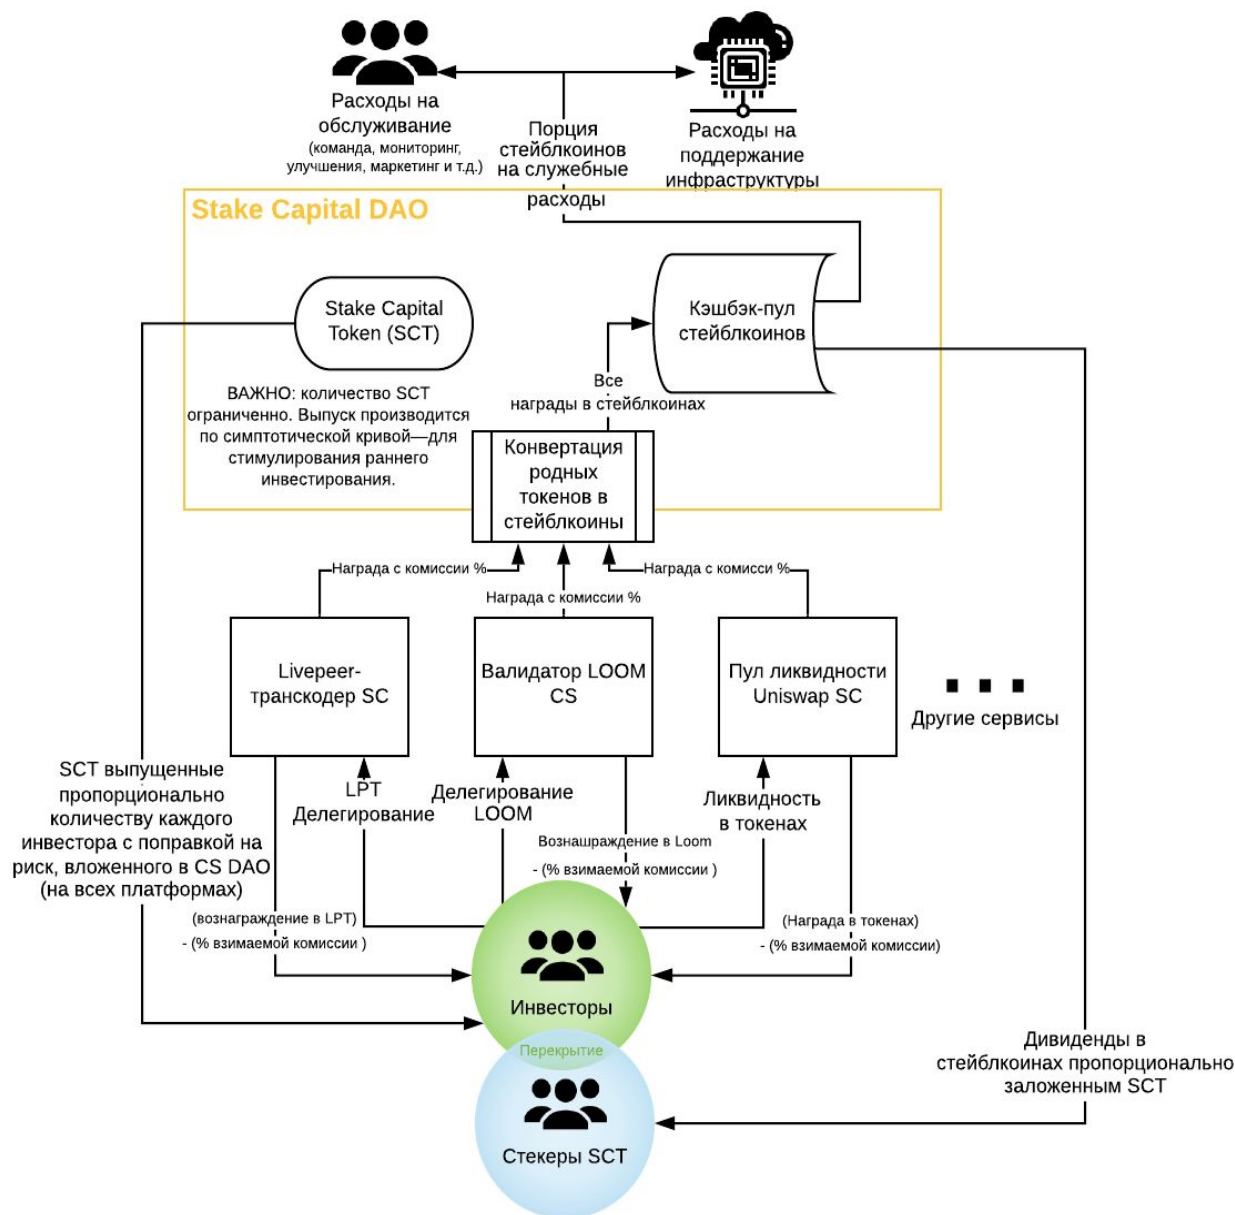 Расходы на
обслуживание
(команда, мониторинг,
улучшения, маркетинг и т.д.)
Порция
стейблкоинов
на служебные
расходы
Расходы на
поддержание
инфраструктуры
Stake Capital DAO
Stake Capital
Token (SCT)
Кэшбэк-пул
стейблкоинов
ВАЖНО: количество SCT
ограниченно. Выпуск производится
по симптотической кривой—для
стимулирования раннего
инвестирования.
Все
награды в стейблкоинах
Конвертация
родных
токенов в
стейблкоины
Награда с комиссии %
Награда с комиссии %
Награда с комисси %
Livepeer-
транскодер SC
Валидатор LOOM
CS
Пул ликвидности
Uniswap SC
Другие сервисы
SCT выпущенные
пропорционально
количеству каждого
инвестора с поправкой на
риск, вложенного в CS DAO
(на всех платформах)
LPT
Делегирование
Делегирование
LOOM
Ликвидность
в токенах
Вознашраждение в Loom
- (% взимаемой комиссии )
(вознаграждение в LPT)
- (% взимаемой комиссии )
(Награда в токенах)
- (% взимаемой комиссии)
Инвесторы
Перекрытие
Стекеры SCT
Дивиденды в
стейблкоинах пропорционально
заложенным SCT